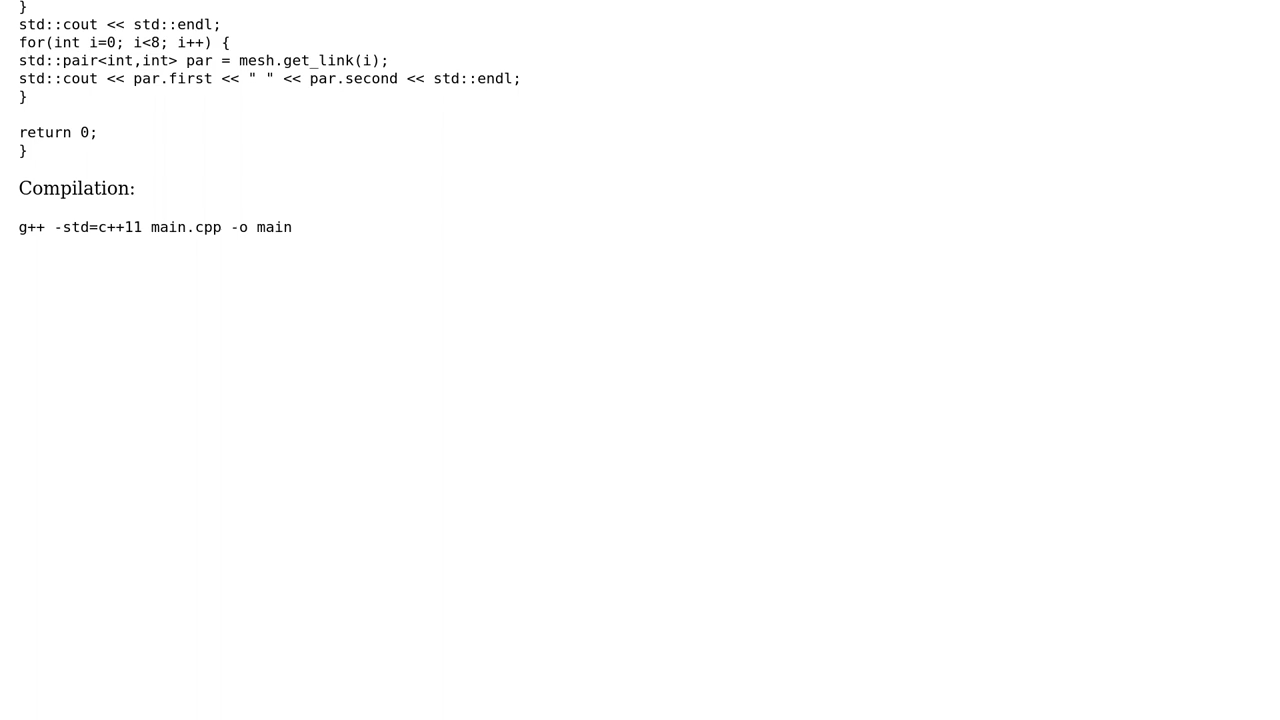 }
std::cout << std::endl;
for(int i=0; i<8; i++) {
std::pair<int,int> par = mesh.get_link(i);
std::cout << par.first << " " << par.second << std::endl;
}
return 0;
}
Compilation:
g++ -std=c++11 main.cpp -o main